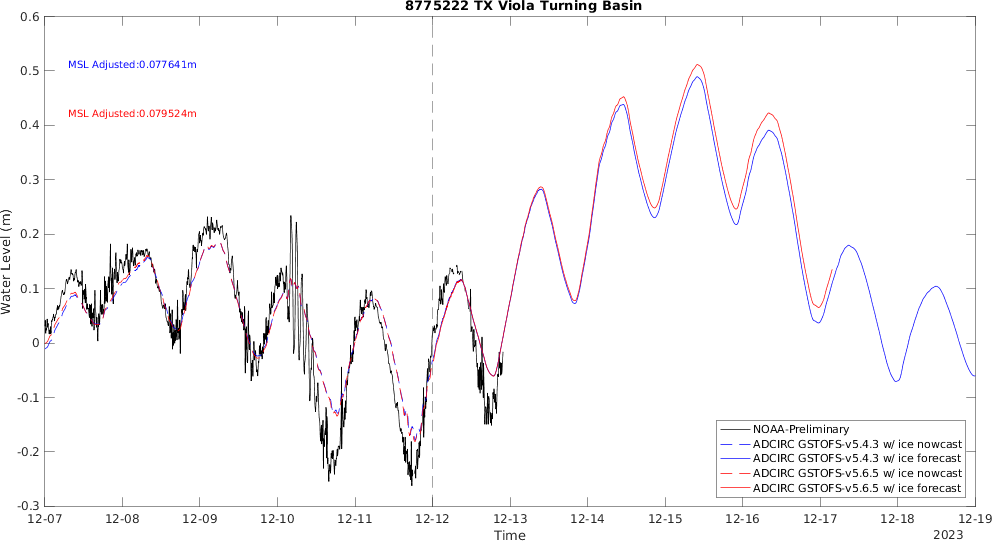 8775222 TX Viola Turning Basin
0.6
0.5
0.4
0.3
0.2
0.1
0
-0.1
-0.2
-0.3
Water Level (m)
MSL Adjusted:0.077641m
MSL Adjusted:0.079524m
NOAA-Preliminary
ADCIRC GSTOFS-v5.4.3 w/ ice nowcast
ADCIRC GSTOFS-v5.4.3 w/ ice forecast
ADCIRC GSTOFS-v5.6.5 w/ ice nowcast
ADCIRC GSTOFS-v5.6.5 w/ ice forecast
12-07 12-08 12-09 12-10 12-11 12-12 12-13 12-14 12-15 12-16 12-17 12-18 12-19
Time
2023